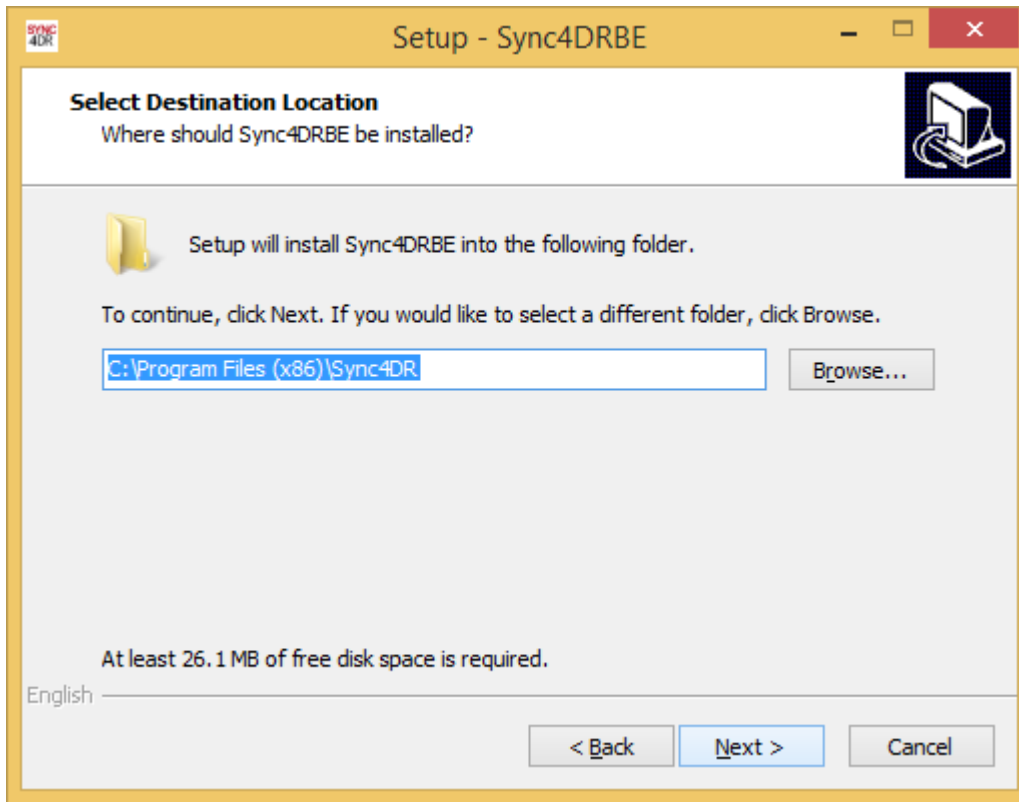 SYNC
4DR
Setup - Sync4DRBE
Select Destination Location
Where should Sync4DRBE be installed?
Setup will install Sync4DRBE into the following folder.
To continue, click Next. If you would like to select a different folder, click Browse.
C:\Program Files (x86)\Sync4DR
Browse...
At least 26.1 MB of free disk space is required.
English
< Back
Next >
Cancel